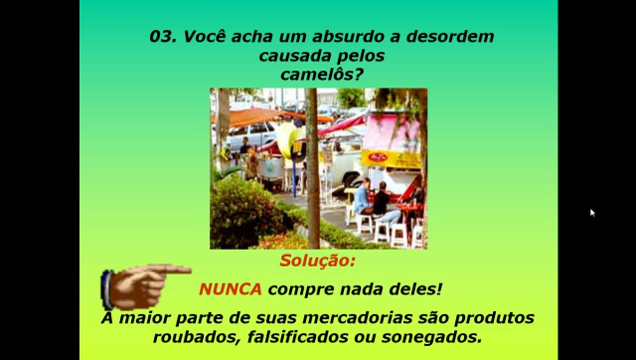 03. Você acha um absurdo a desordem
causada pelos
camelôs?
Solução:
NUNCA compre nada deles!
A maior parte de suas mercadorias são produtos
roubados, falsificados ou sonegados.